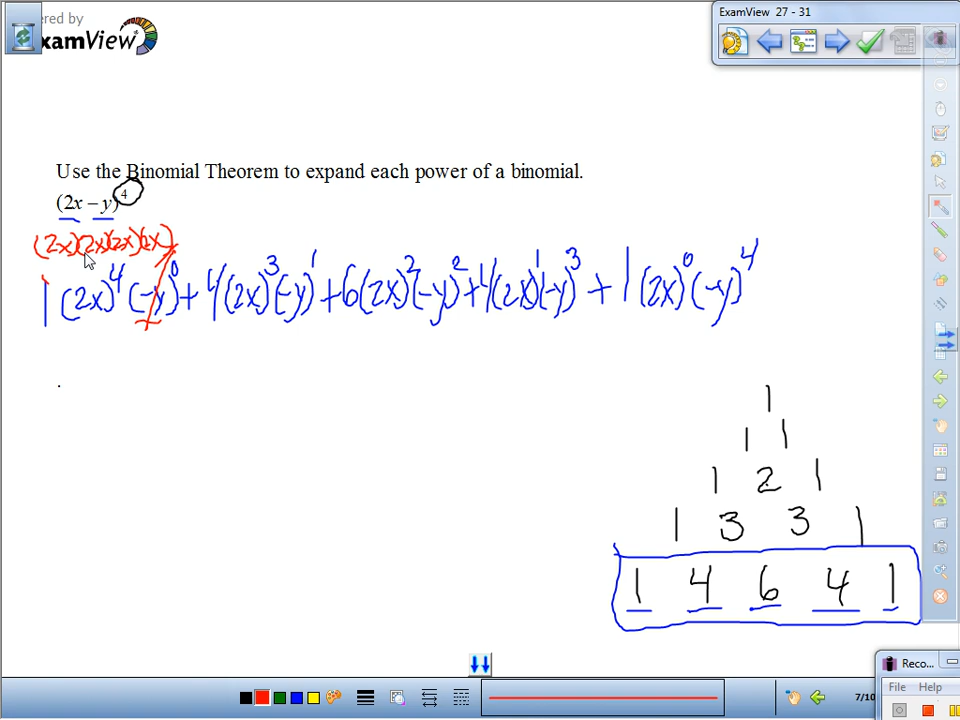 ered by
xamView
ExamView 27 - 31
Use the Binomial Theorem to expand each power of a binomial.
(2x – y)⁴
(2x)(2x)(2x)(2x)
1(2x)⁴(-y)⁰+4(2x)³(-y)¹+6(2x)²(-y)²+4(2x)¹(-y)³+1(2x)⁰(-y)⁴
1
.
1
1 1
1 2 1
1 3 3 1
1 4 6 4 1
Reco...
File Help
7/10